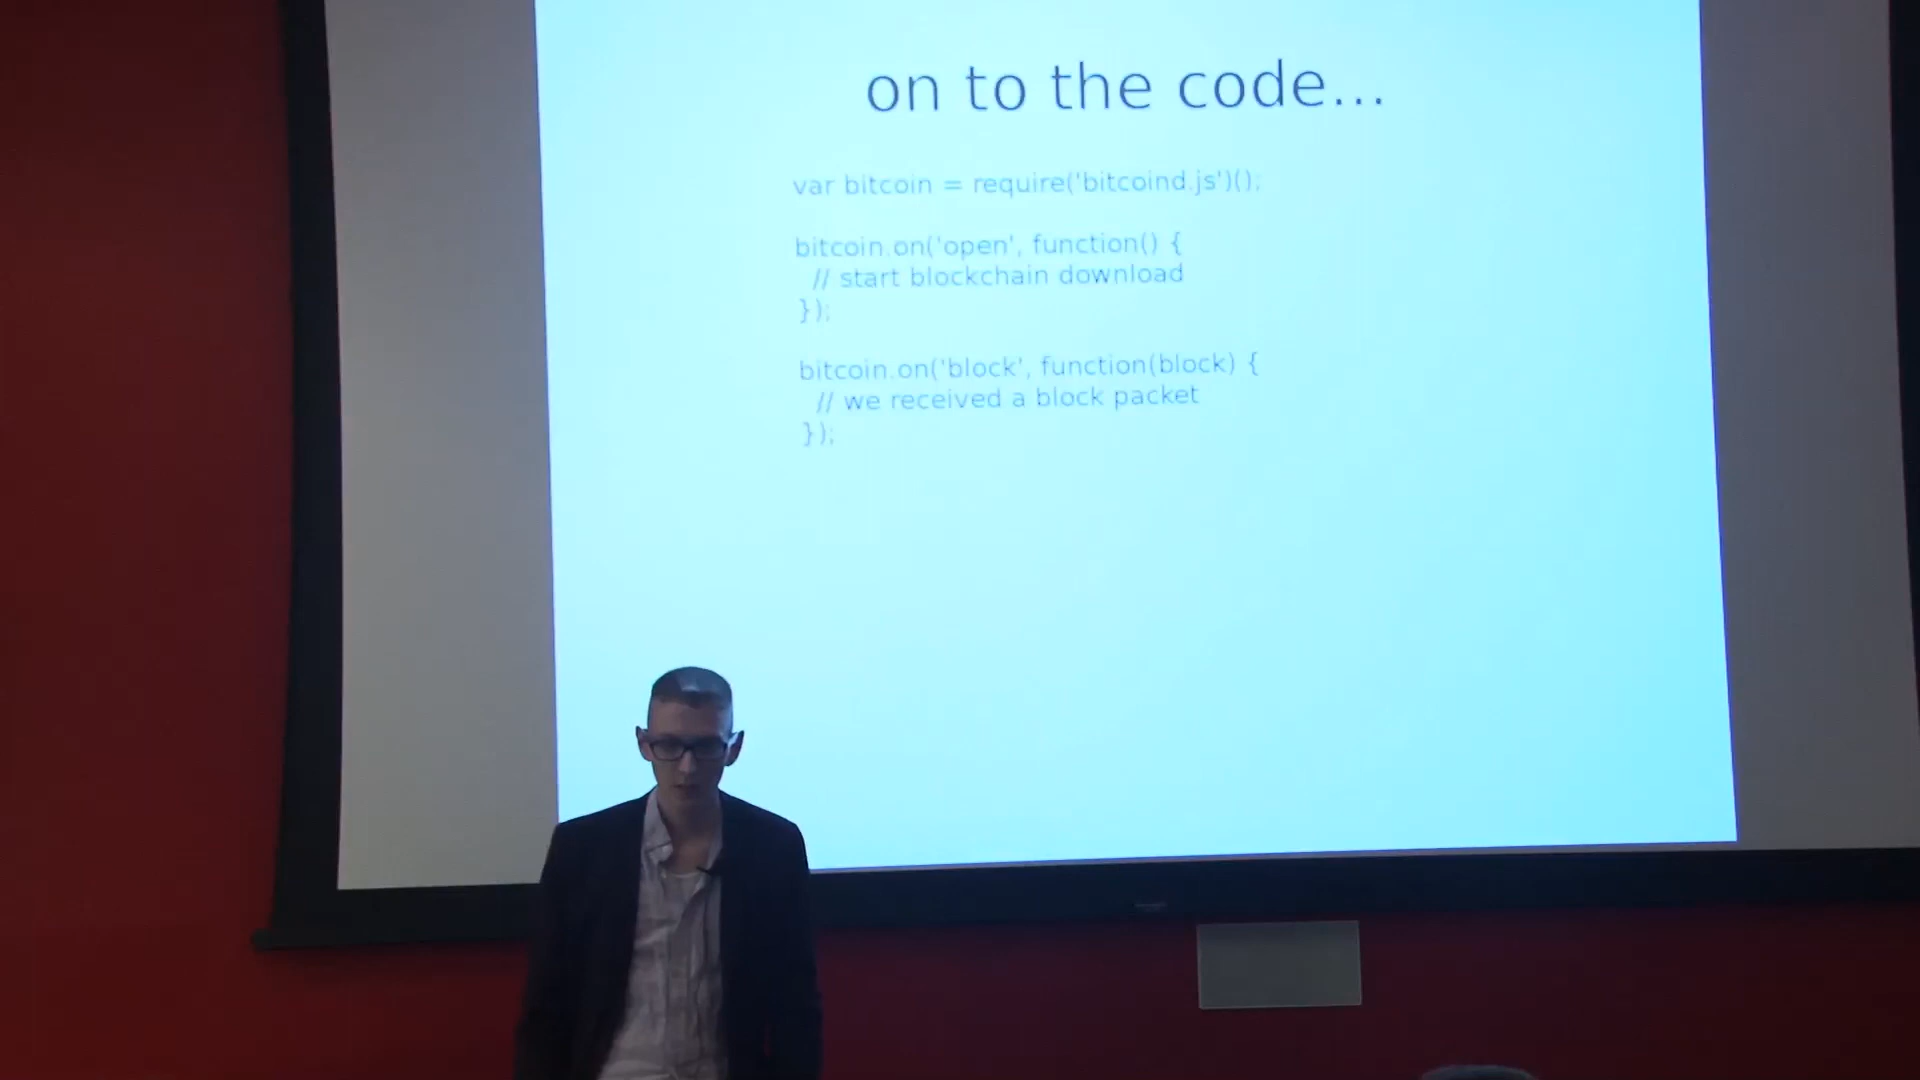 on to the code...
var bitcoin = require('bitcoind.js')();
bitcoin.on('open', function() {
// start blockchain download
});
bitcoin.on('block', function(block) {
// we received a block packet
});